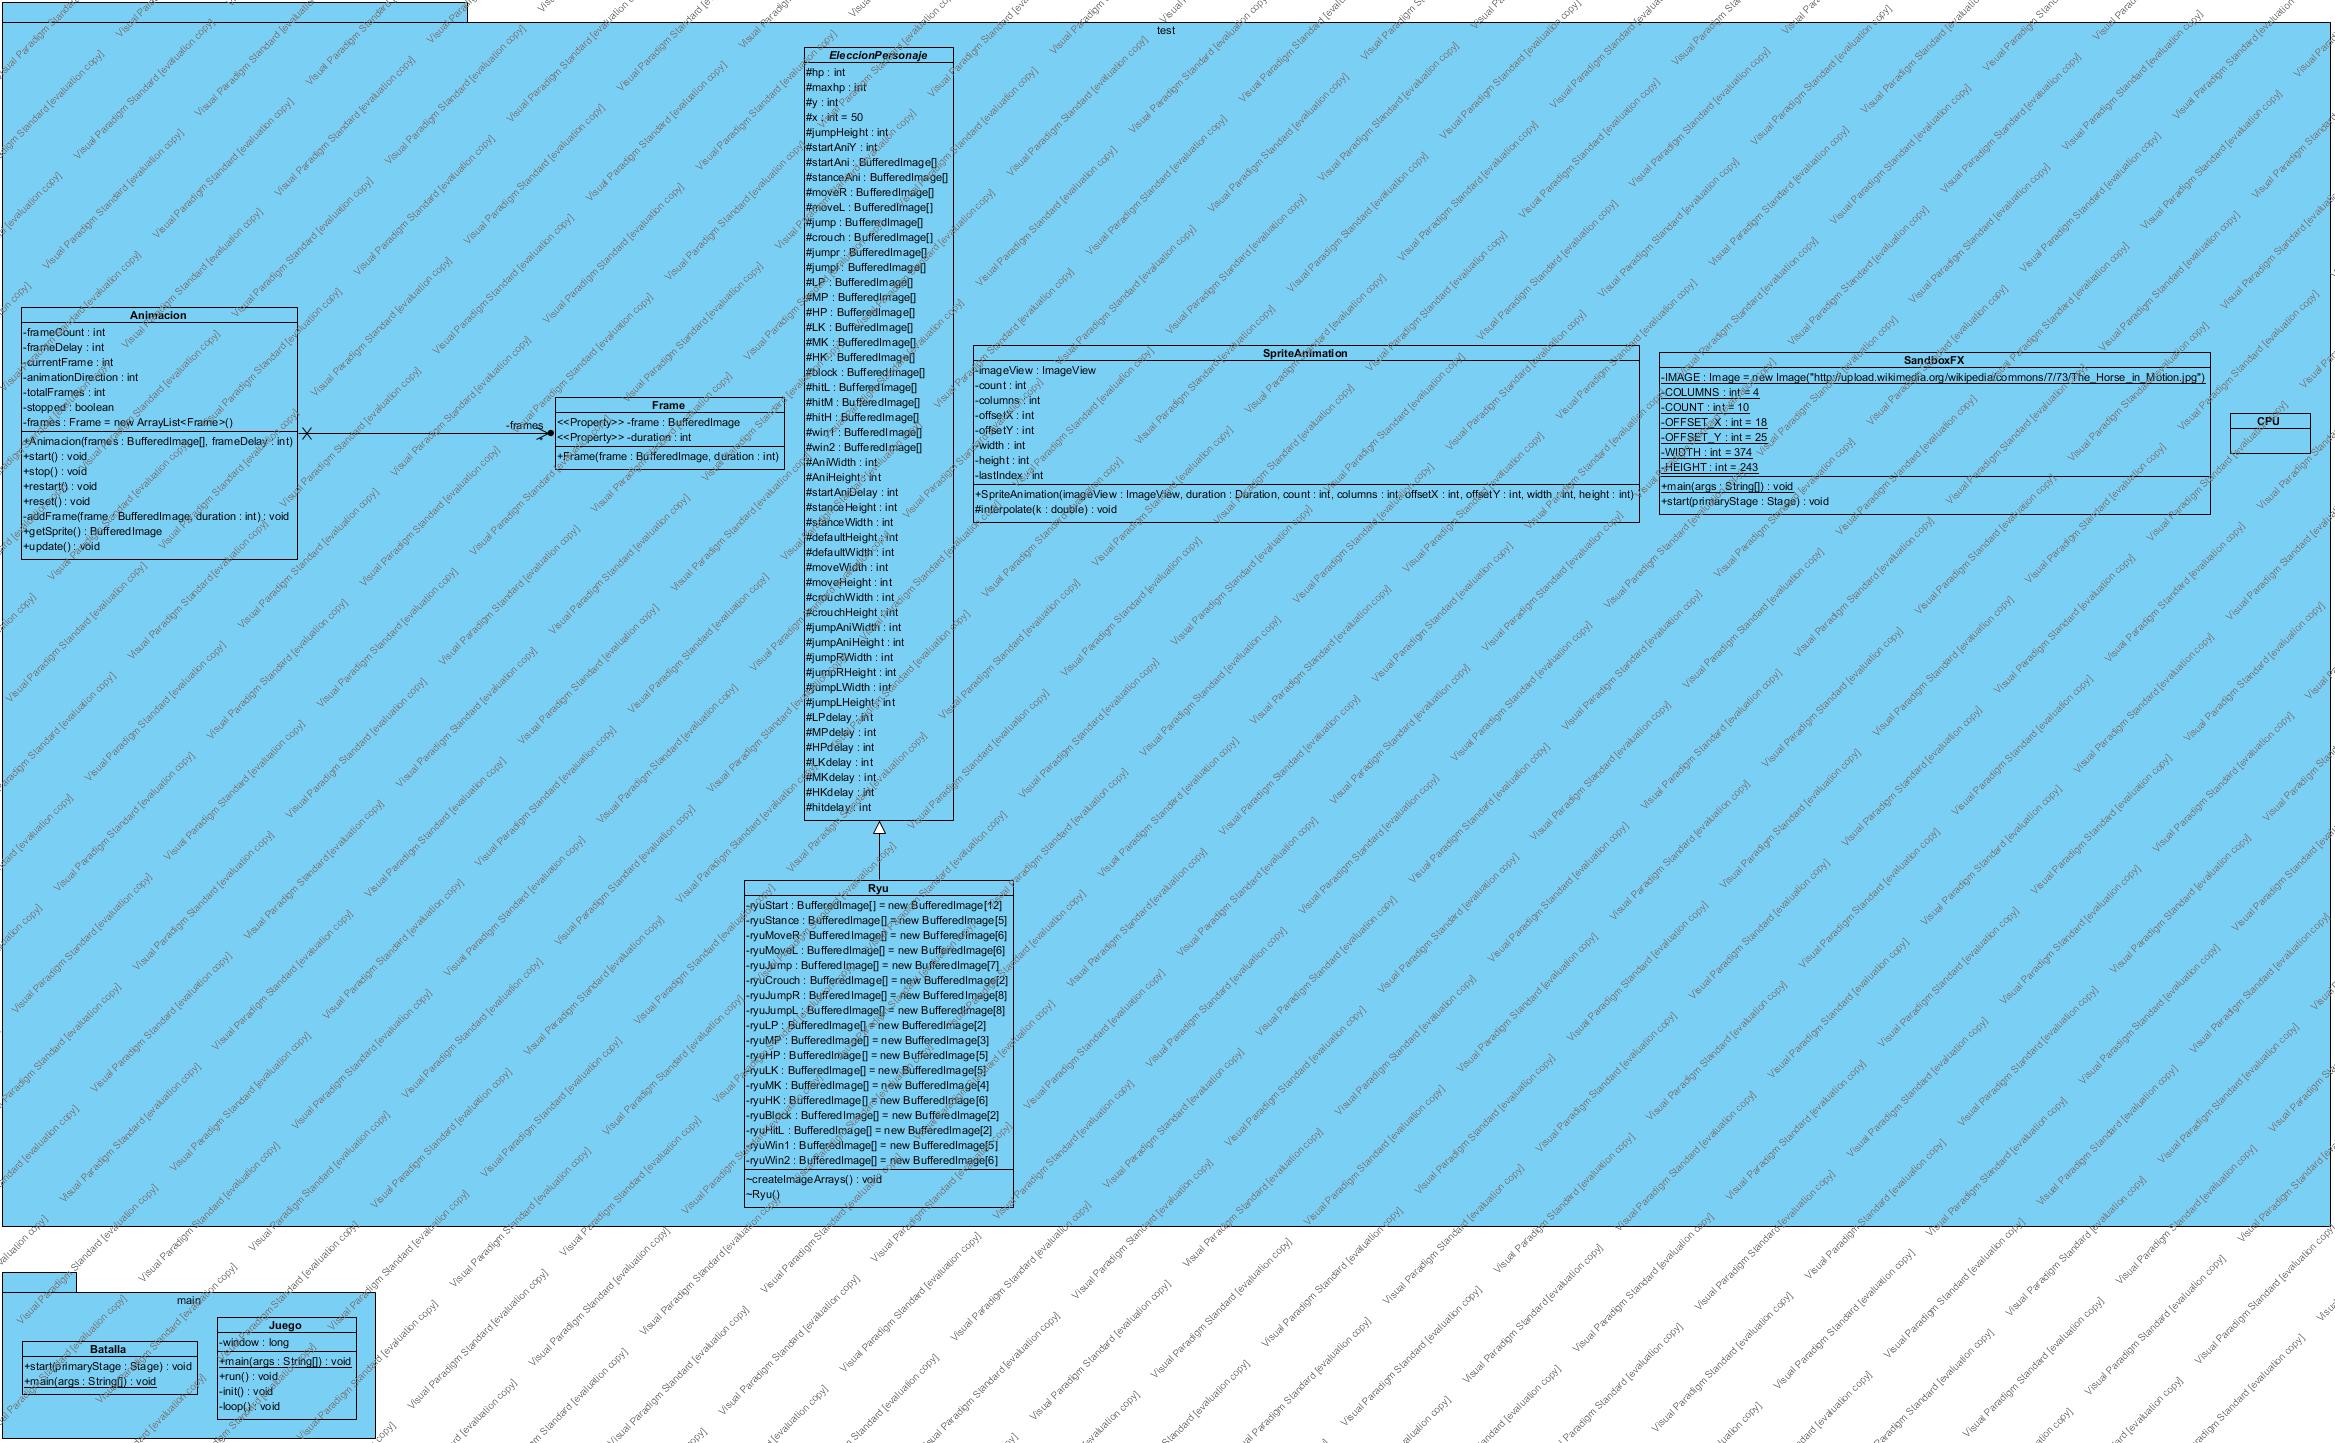 test
EleccionPersonaje
#hp : int
#maxhp : int
#y : int
#x : int = 50
#jumpHeight : int
#startAniY : int
#startAni : BufferedImage[]
#stanceAni : BufferedImage[]
#moveR : BufferedImage[]
#moveL : BufferedImage[]
#jump : BufferedImage[]
#crouch : BufferedImage[]
#jumpr : BufferedImage[]
#jumpl : BufferedImage[]
#LP : BufferedImage[]
#MP : BufferedImage[]
#HP : BufferedImage[]
#LK : BufferedImage[]
#MK : BufferedImage[]
#HK : BufferedImage[]
#block : BufferedImage[]
#hitL : BufferedImage[]
#hitM : BufferedImage[]
#hitH : BufferedImage[]
#win1 : BufferedImage[]
#win2 : BufferedImage[]
#AniWidth : int
#AniHeight : int
#startAniDelay : int
#stanceHeight : int
#stanceWidth : int
#defaultHeight : int
#defaultWidth : int
#moveWidth : int
#moveHeight : int
#crouchWidth : int
#crouchHeight : int
#jumpAniWidth : int
#jumpAniHeight : int
#jumpRWidth : int
#jumpRHeight : int
#jumpLWidth : int
#jumpLHeight : int
#LPdelay : int
#MPdelay : int
#HPdelay : int
#LKdelay : int
#MKdelay : int
#HKdelay : int
#hitdelay : int
Animacion
-frameCount : int
-frameDelay : int
-currentFrame : int
-animationDirection : int
-totalFrames : int
-stopped : boolean
-frames : Frame = new ArrayList<Frame>()
+Animacion(frames : BufferedImage[], frameDelay : int)
+start() : void
+stop() : void
+restart() : void
+reset() : void
-addFrame(frame : BufferedImage, duration : int) : void
+getSprite() : BufferedImage
+update() : void
-frames
Frame
<<Property>> -frame : BufferedImage
<<Property>> -duration : int
+Frame(frame : BufferedImage, duration : int)
SpriteAnimation
-imageView : ImageView
-count : int
-columns : int
-offsetX : int
-offsetY : int
-width : int
-height : int
-lastIndex : int
+SpriteAnimation(imageView : ImageView, duration : Duration, count : int, columns : int, offsetX : int, offsetY : int, width : int, height : int)
#interpolate(k : double) : void
SandboxFX
-IMAGE : Image = new Image("http://upload.wikimedia.org/wikipedia/commons/7/73/The_Horse_in_Motion.jpg")
-COLUMNS : int = 4
-COUNT : int = 10
-OFFSET_X : int = 18
-OFFSET_Y : int = 25
-WIDTH : int = 374
-HEIGHT : int = 243
+main(args : String[]) : void
+start(primaryStage : Stage) : void
CPU
Ryu
-ryuStart : BufferedImage[] = new BufferedImage[12]
-ryuStance : BufferedImage[] = new BufferedImage[5]
-ryuMoveR : BufferedImage[] = new BufferedImage[6]
-ryuMoveL : BufferedImage[] = new BufferedImage[6]
-ryuJump : BufferedImage[] = new BufferedImage[7]
-ryuCrouch : BufferedImage[] = new BufferedImage[2]
-ryuJumpR : BufferedImage[] = new BufferedImage[8]
-ryuJumpL : BufferedImage[] = new BufferedImage[8]
-ryuLP : BufferedImage[] = new BufferedImage[2]
-ryuMP : BufferedImage[] = new BufferedImage[3]
-ryuHP : BufferedImage[] = new BufferedImage[5]
-ryuLK : BufferedImage[] = new BufferedImage[5]
-ryuMK : BufferedImage[] = new BufferedImage[4]
-ryuHK : BufferedImage[] = new BufferedImage[6]
-ryuBlock : BufferedImage[] = new BufferedImage[2]
-ryuHitL : BufferedImage[] = new BufferedImage[2]
-ryuWin1 : BufferedImage[] = new BufferedImage[5]
-ryuWin2 : BufferedImage[] = new BufferedImage[6]
~createImageArrays() : void
~Ryu()
main
Batalla
+start(primaryStage : Stage) : void
+main(args : String[]) : void
Juego
-window : long
+main(args : String[]) : void
+run() : void
-init() : void
-loop() : void
Visual Paradigm Standard [evaluation copy]